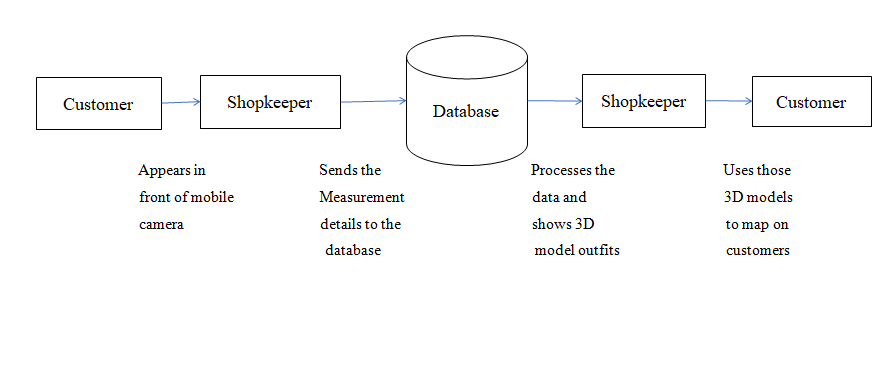 Customer
Shopkeeper
Database
Shopkeeper
Customer
Appears in
front of mobile
camera
Sends the
Measurement
details to the
database
Processes the
data and
shows 3D
model outfits
Uses those
3D models
to map on
customers